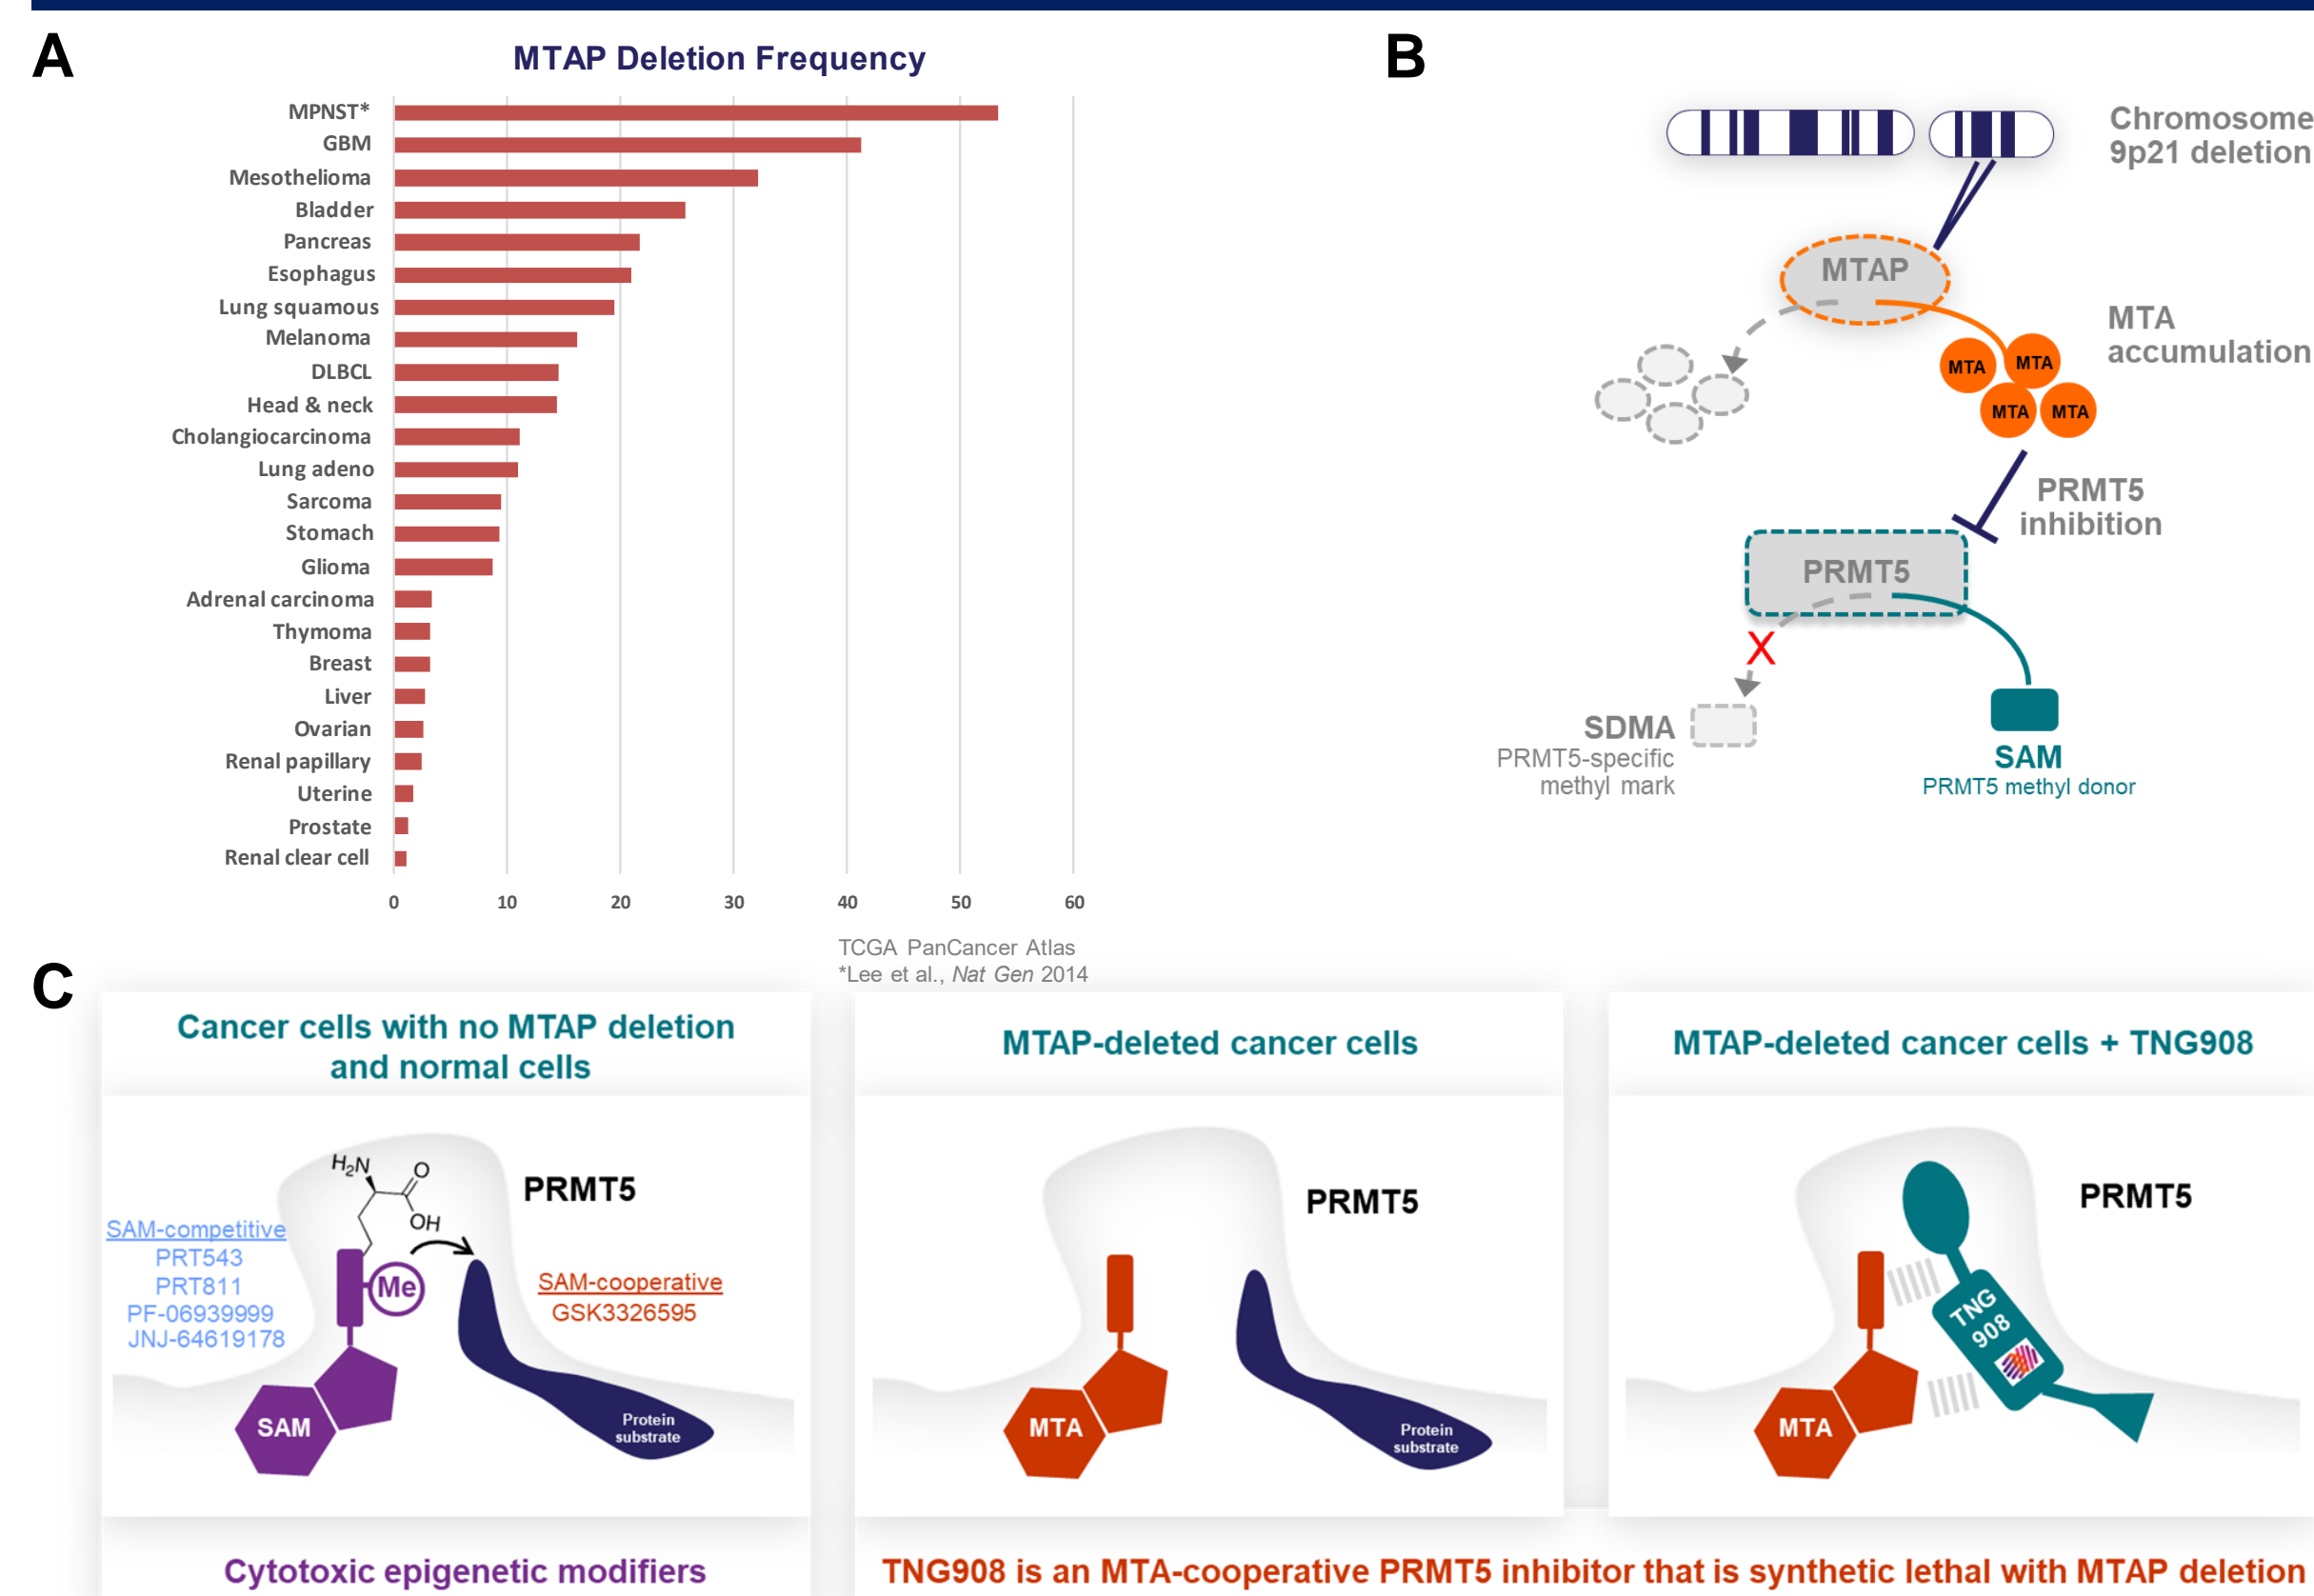 A
MTAP Deletion Frequency
MPNST*
GBM
Mesothelioma
Bladder
Pancreas
Esophagus
Lung squamous
Melanoma
DLBCL
Head & neck
Cholangiocarcinoma
Lung adeno
Sarcoma
Stomach
Glioma
Adrenal carcinoma
Thymoma
Breast
Liver
Ovarian
Renal papillary
Uterine
Prostate
Renal clear cell
0 10 20 30 40 50 60
TCGA PanCancer Atlas
*Lee et al., Nat Gen 2014
B
Chromosome
9p21 deletion
MTAP
MTA
accumulation
MTA
MTA
MTA
MTA
PRMT5
inhibition
PRMT5
X
SDMA
PRMT5-specific
methyl mark
SAM
PRMT5 methyl donor
C
Cancer cells with no MTAP deletion
and normal cells
H2N
O
OH
PRMT5
SAM-competitive
PRT543
PRT811
PF-06939999
JNJ-64619178
Me
SAM-cooperative
GSK3326595
SAM
Protein
substrate
Cytotoxic epigenetic modifiers
MTAP-deleted cancer cells
PRMT5
MTA
Protein
substrate
MTAP-deleted cancer cells + TNG908
PRMT5
TNG
908
MTA
TNG908 is an MTA-cooperative PRMT5 inhibitor that is synthetic lethal with MTAP deletion